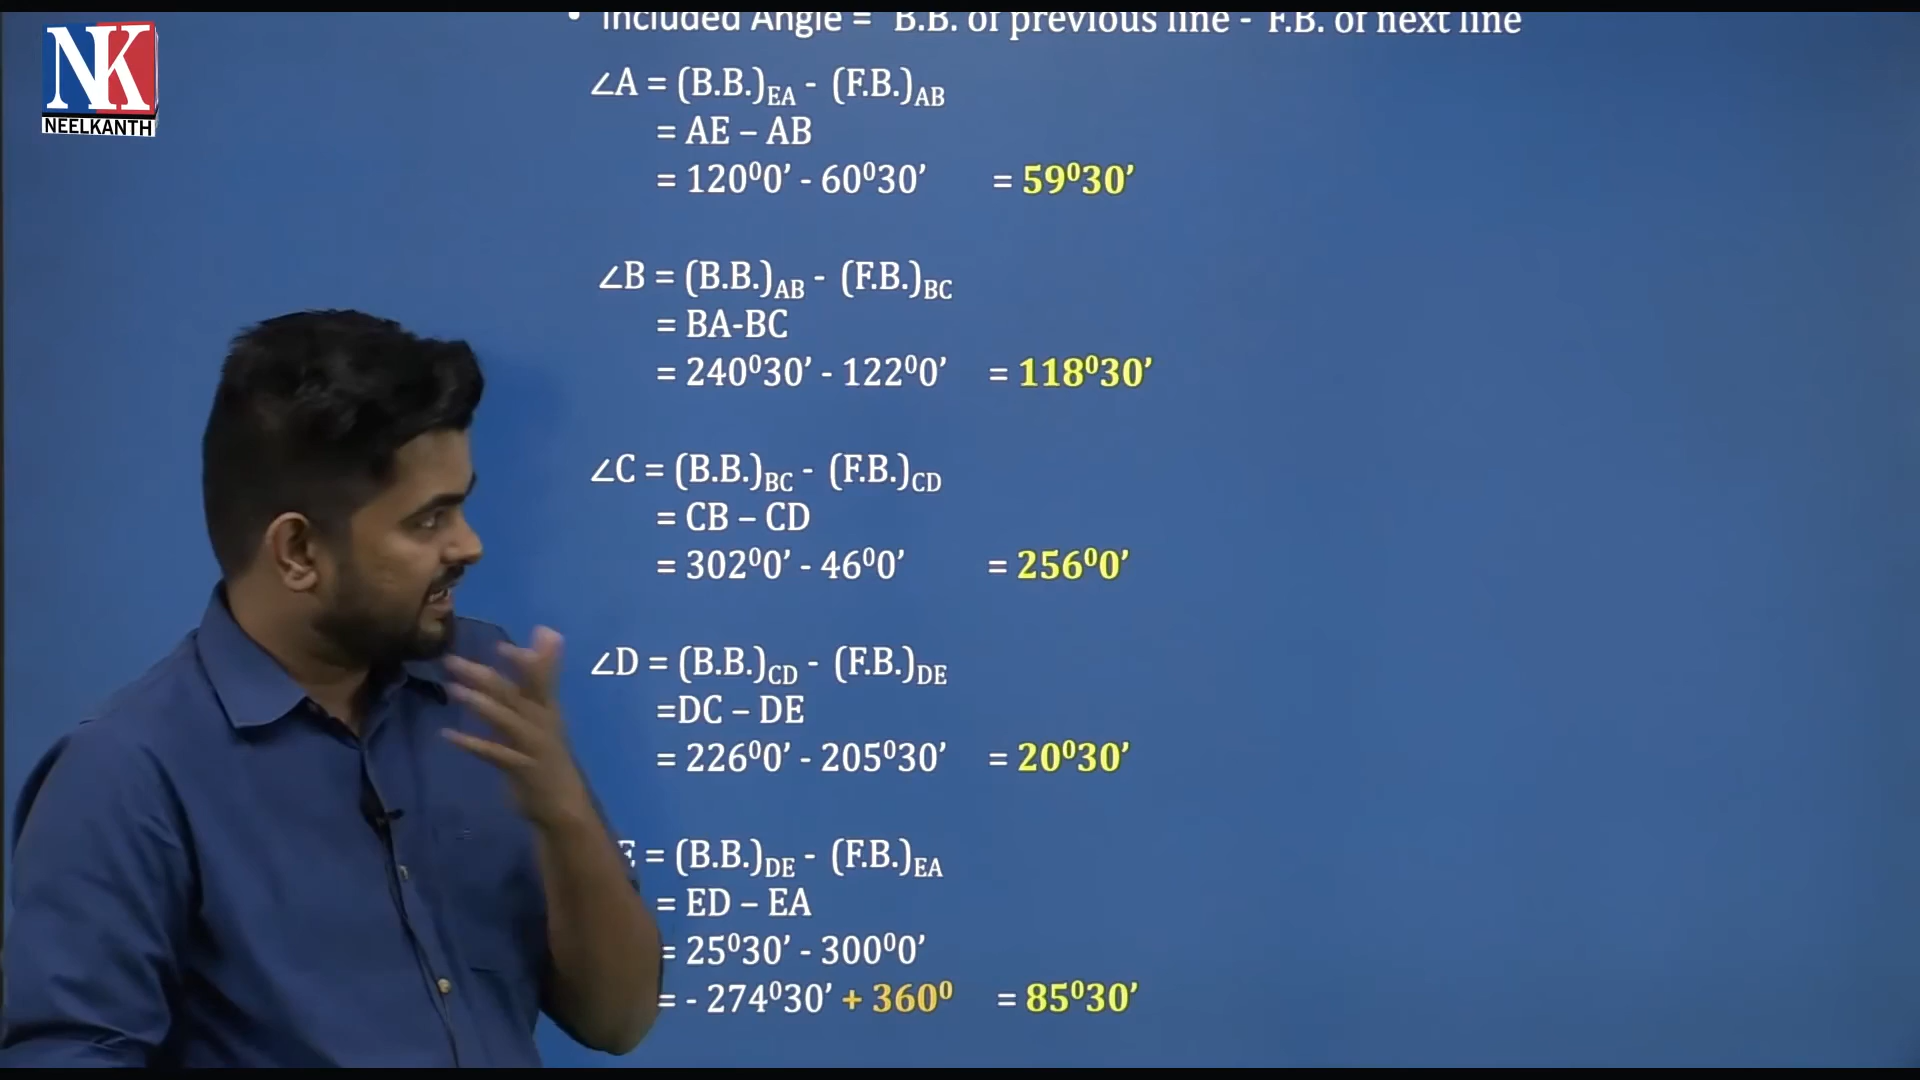 NK
NEELKANTH
• Included Angle = B.B. of previous line - F.B. of next line
∠A = (B.B.)EA - (F.B.)AB
= AE – AB
= 120⁰0’ - 60⁰30’ = 59⁰30’
∠B = (B.B.)AB - (F.B.)BC
= BA-BC
= 240⁰30’ - 122⁰0’ = 118⁰30’
∠C = (B.B.)BC - (F.B.)CD
= CB – CD
= 302⁰0’ - 46⁰0’ = 256⁰0’
∠D = (B.B.)CD - (F.B.)DE
=DC – DE
= 226⁰0’ - 205⁰30’ = 20⁰30’
E = (B.B.)DE - (F.B.)EA
= ED – EA
= 25⁰30’ - 300⁰0’
= - 274⁰30’ + 360⁰ = 85⁰30’